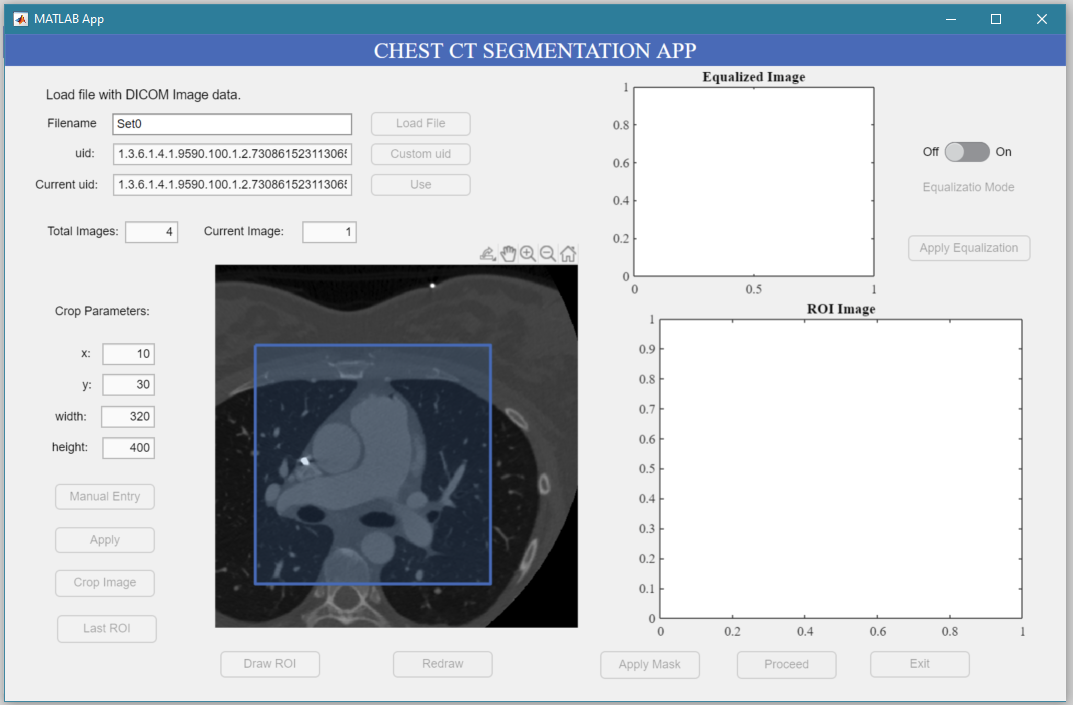 MATLAB App
CHEST CT SEGMENTATION APP
Load file with DICOM Image data.
Filename Set0 Load File
uid: 1.3.6.1.4.1.9590.100.1.2.7308615231130 Custom uid
Current uid: 1.3.6.1.4.1.9590.100.1.2.7308615231130 Use
Total Images: 4 Current Image: 1
Crop Parameters:
x: 10
y: 30
width: 320
height: 400
Manual Entry
Apply
Crop Image
Last ROI
Draw ROI Redraw
Equalized Image
1
0.8
0.6
0.4
0.2
0
0 0.5 1
Off On
Equalizatio Mode
Apply Equalization
ROI Image
1
0.9
0.8
0.7
0.6
0.5
0.4
0.3
0.2
0.1
0
0 0.2 0.4 0.6 0.8 1
Apply Mask Proceed Exit